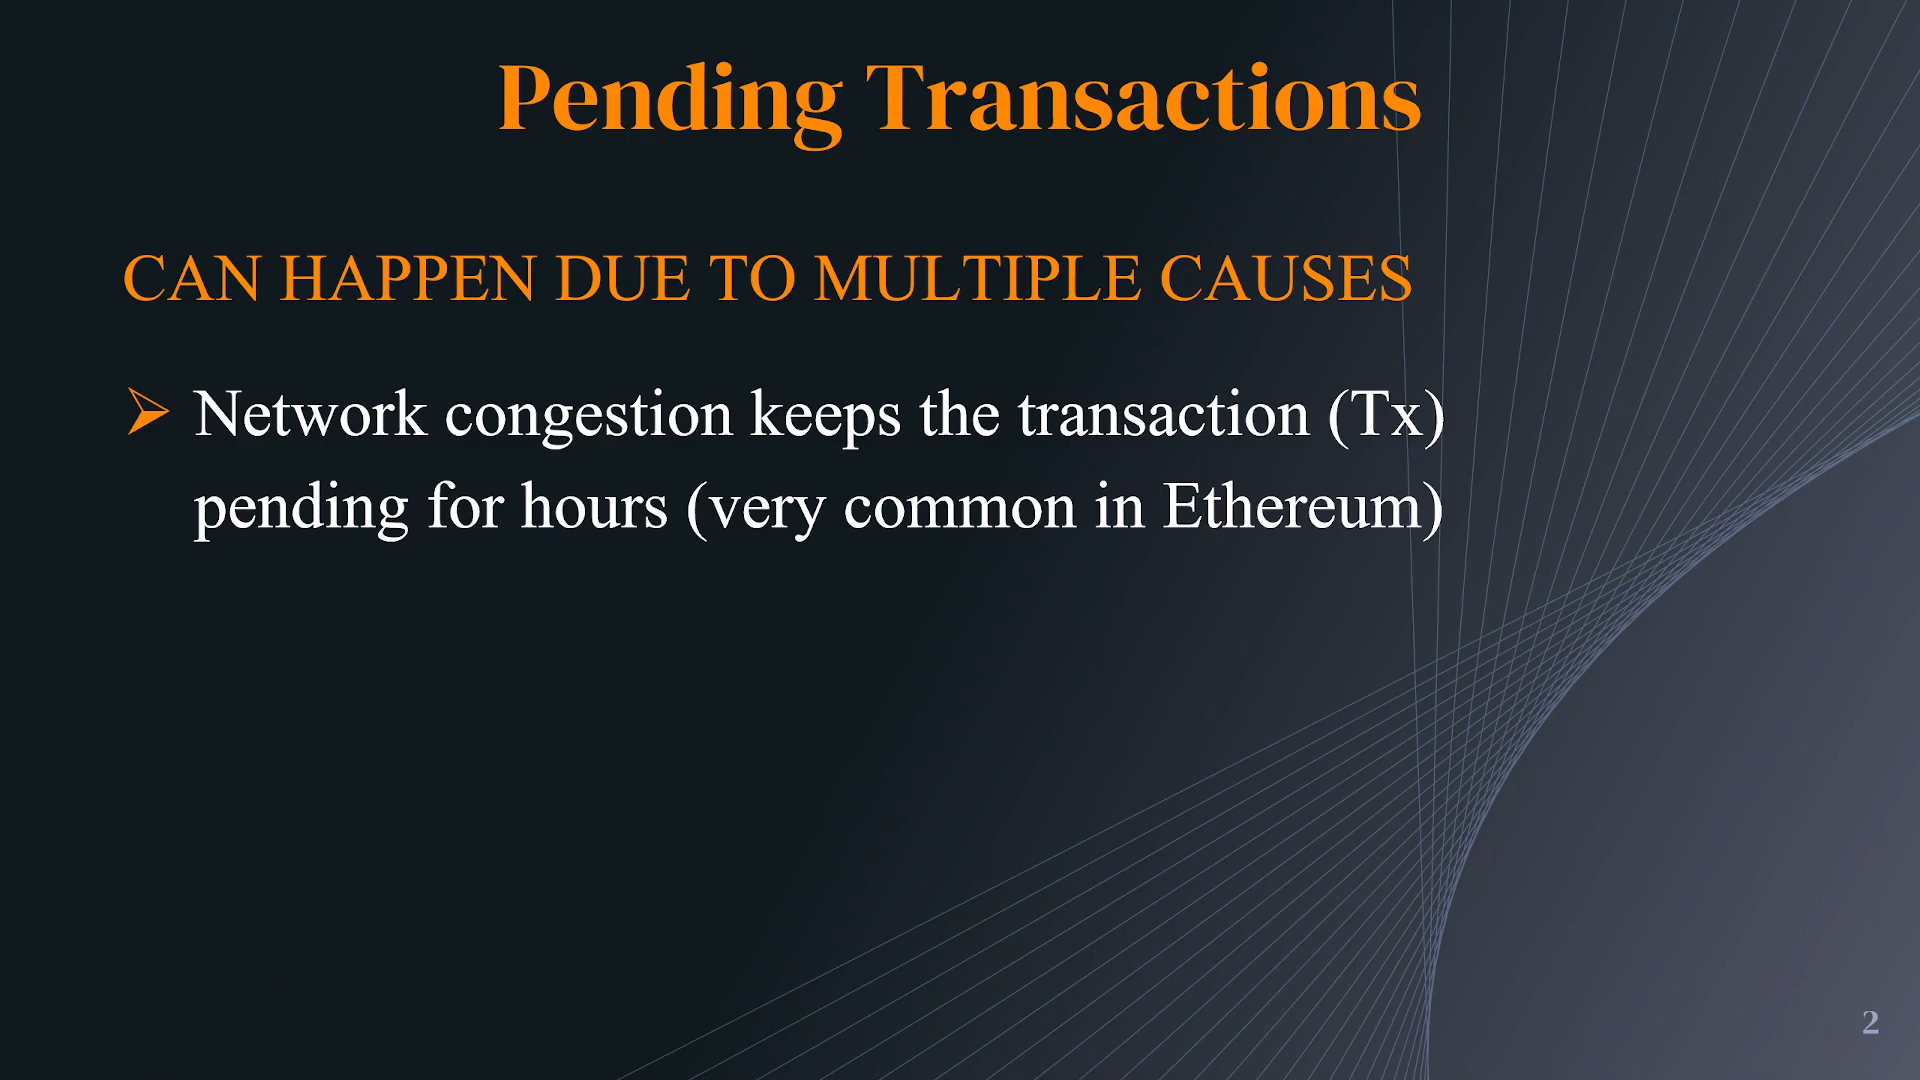 Pending Transactions
CAN HAPPEN DUE TO MULTIPLE CAUSES
➢ Network congestion keeps the transaction (Tx)
pending for hours (very common in Ethereum)
2